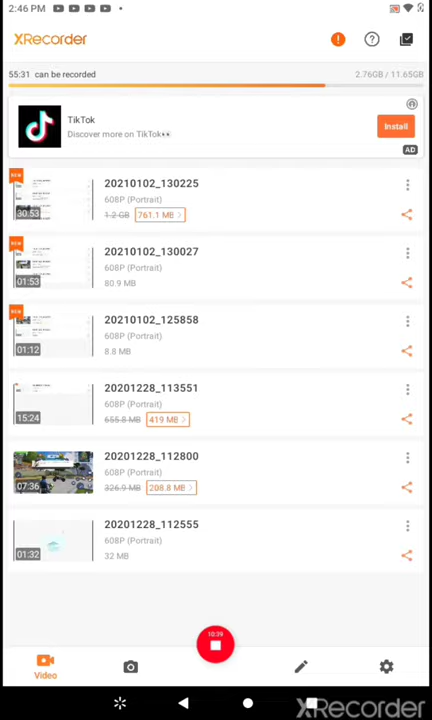 2:46 PM
XRecorder
55:31 can be recorded
2.76GB / 11.65GB
TikTok
Discover more on TikTok👀
Install
AD
NEW
30:53
20210102_130225
608P (Portrait)
1.2 GB 761.1 MB >
NEW
01:53
20210102_130027
608P (Portrait)
80.9 MB
NEW
01:12
20210102_125858
608P (Portrait)
8.8 MB
15:24
20201228_113551
608P (Portrait)
655.8 MB 419 MB >
07:36
20201228_112800
608P (Portrait)
326.9 MB 208.8 MB >
01:32
20201228_112555
608P (Portrait)
32 MB
10:39
Video
XRecorder